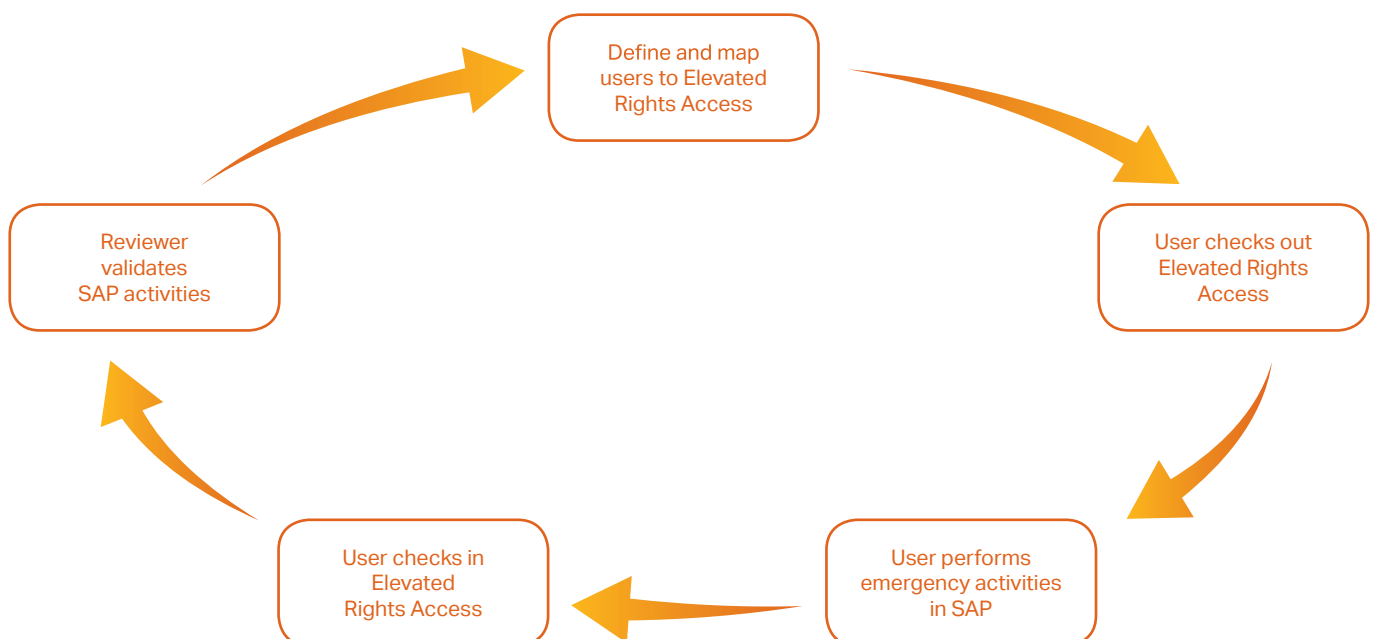 Define and map
users to Elevated
Rights Access
User checks out
Elevated Rights
Access
User performs
emergency activities
in SAP
User checks in
Elevated
Rights Access
Reviewer
validates
SAP activities